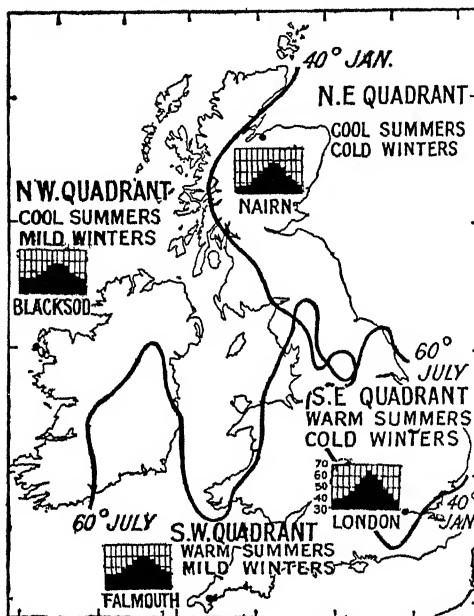 40° JAN.
N.E QUADRANT
COOL SUMMERS
COLD WINTERS
NAIRN
N.W. QUADRANT
COOL SUMMERS
MILD WINTERS
BLACKSOD
60°
JULY
S.E QUADRANT
WARM SUMMERS
COLD WINTERS
70
60
50
40
30
LONDON
40°
JAN
60° JULY
S.W. QUADRANT
WARM SUMMERS
MILD WINTERS
FALMOUTH